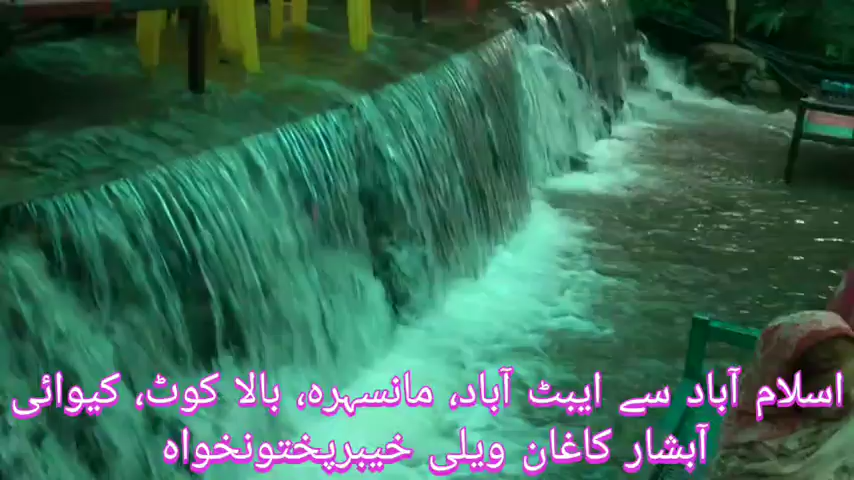 اسلام آباد سے ایبٹ آباد، مانسہرہ، بالا کوٹ، کیوائی
آبشار کاغان ویلی خیبرپختونخواہ